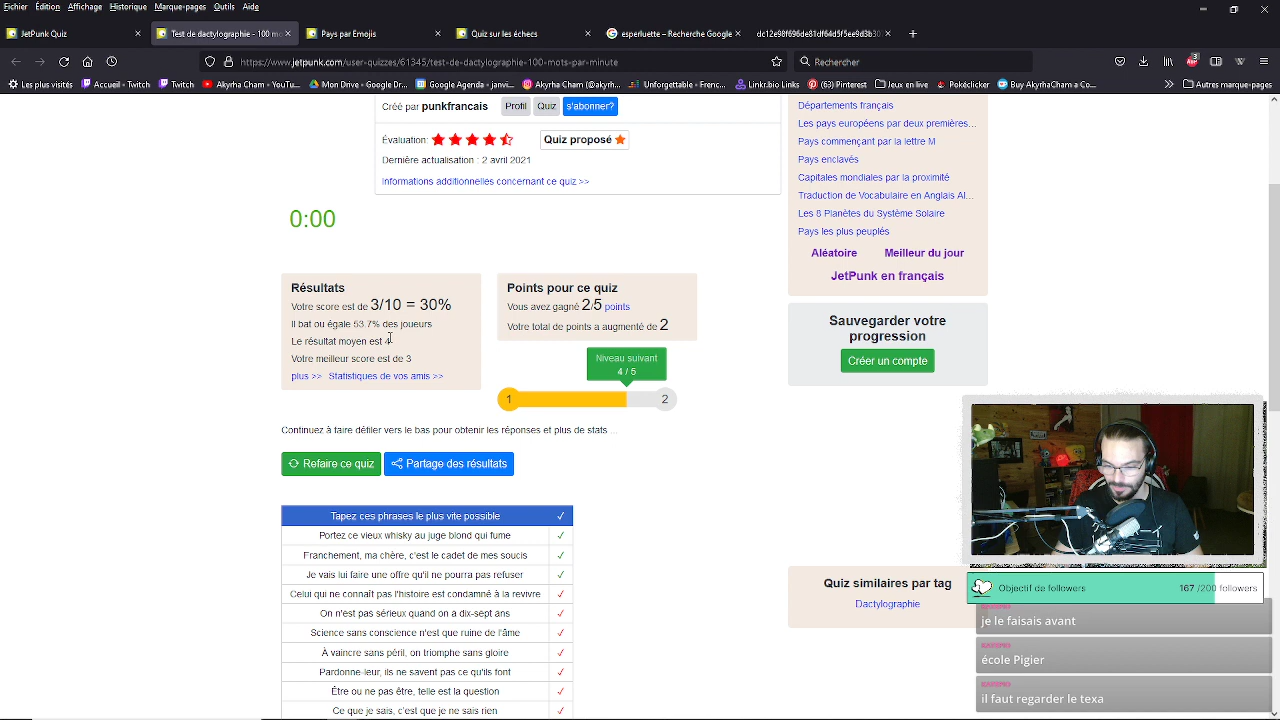 Fichier Édition Affichage Historique Marque-pages Outils Aide
JetPunk Quiz
Test de dactylographie - 100 mo
Pays par Emojis
Quiz sur les échecs
esperluette - Recherche Google
https://www.jetpunk.com/user-quizzes/61345/test-de-dactylographie-100-mots-par-minute
Rechercher
Les plus visités
Accueil - Twitch
Twitch
Akyrha Cham - YouTube
Google Agenda - janvi...
Akyrha Cham (@akyrh...
Unturnded - Frenc...
Linkr.bio Links
(63) Pinterest
Jeux en live
Pokéclicker
Buy AkyrhaCham a Co...
Autres marque-pages
Créé par punkfrancais
Profil
Quiz
s'abonner?
Évaluation:
Quiz proposé
Dernière actualisation : 2 avril 2021
Informations additionnelles concernant ce quiz >>
0:00
Résultats
Votre score est de 3/10 = 30%
Il bat ou égale 53.7% des joueurs
Le résultat moyen est 4
Votre meilleur score est de 3
plus >> Statistiques de vos amis >>
Points pour ce quiz
Vous avez gagné 2/5 points
Votre total de points a augmenté de 2
Niveau suivant
4 / 5
1
2
Continuez à faire défiler vers le bas pour obtenir les réponses et plus de stats ...
Refaire ce quiz
Partage des résultats
Tapez ces phrases le plus vite possible
Portez ce vieux whisky au juge blond qui fume
Franchement, ma chère, c'est le cadet de mes soucis
Je vais lui faire une offre qu'il ne pourra pas refuser
Celui qui ne connaît pas l'histoire est condamné à la revivre
On n'est pas sérieux quand on a dix-sept ans
Science sans conscience n'est que ruine de l'âme
À vaincre sans péril, on triomphe sans gloire
Pardonne-leur, ils ne savent pas ce qu'ils font
Être ou ne pas être, telle est la question
Ce que je sais, c'est que je ne sais rien
Départements français
Les pays européens par deux premières...
Pays commençant par la lettre M
Pays enclavés
Capitales mondiales par la proximité
Traduction de Vocabulaire en Anglais Al...
Les 8 Planètes du Système Solaire
Pays les plus peuplés
Aléatoire
Meilleur du jour
JetPunk en français
Sauvegarder votre
progression
Créer un compte
Quiz similaires par tag
Dactylographie
Objectif de followers
167 /200 followers
je le faisais avant
école Pigier
il faut regarder le texa